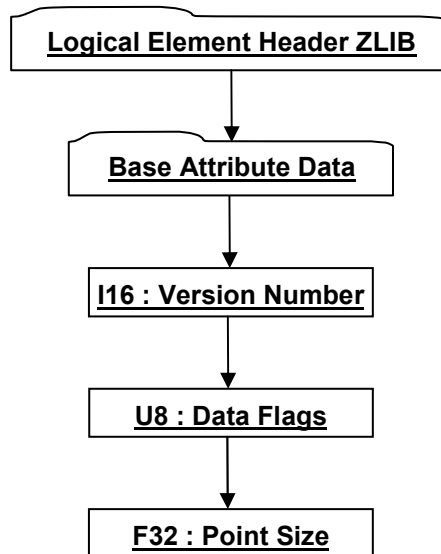 Logical Element Header ZLIB
Base Attribute Data
I16 : Version Number
U8 : Data Flags
F32 : Point Size